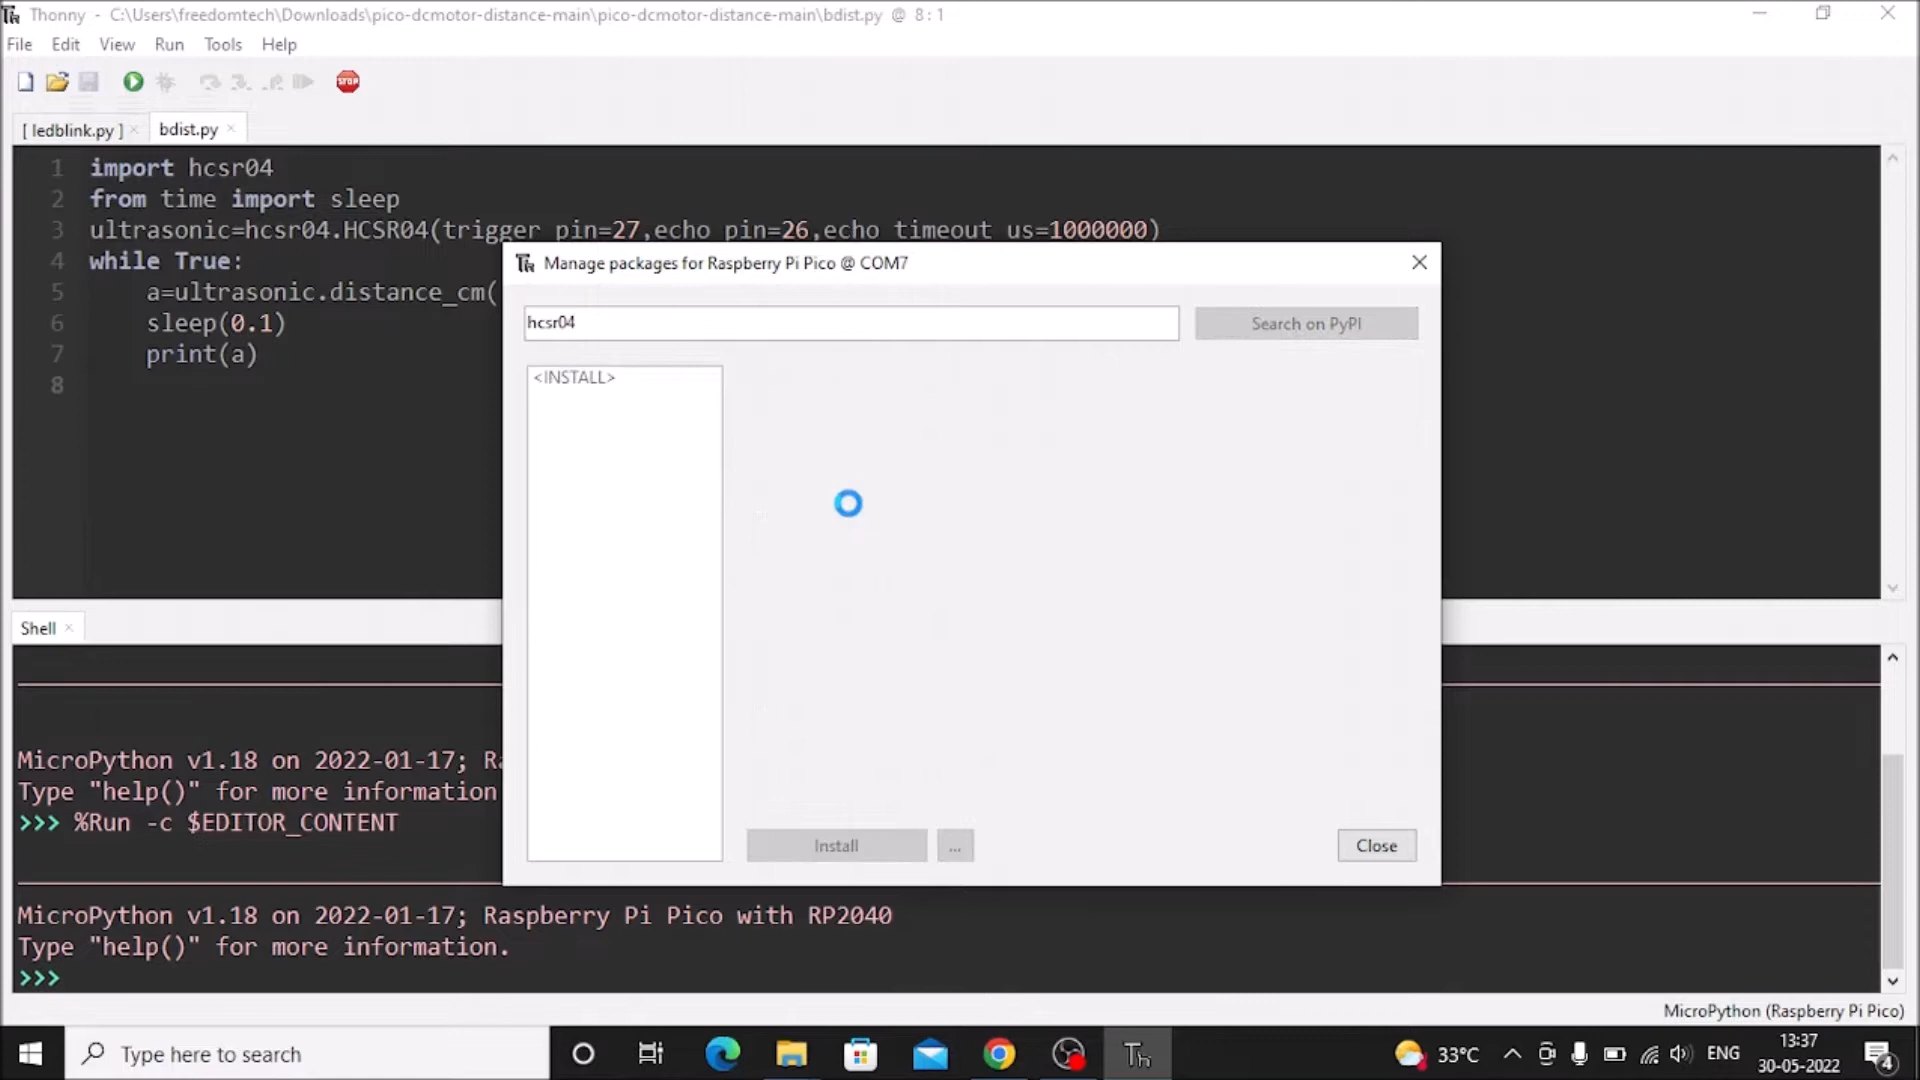 Thonny - C:\Users\freedomtech\Downloads\pico-dcmotor-distance-main\pico-dcmotor-distance-main\bdist.py @ 8:1
File Edit View Run Tools Help
STOP
[ ledblink.py ] × bdist.py ×
1 import hcsr04
2 from time import sleep
3 ultrasonic=hcsr04.HCSR04(trigger_pin=27,echo_pin=26,echo_timeout_us=1000000)
4 while True:
5 a=ultrasonic.distance_cm(
6 sleep(0.1)
7 print(a)
8
Manage packages for Raspberry Pi Pico @ COM7
hcsr04 Search on PyPI
<INSTALL>
Install ... Close
Shell ×
MicroPython v1.18 on 2022-01-17; Ra
Type "help()" for more information
>>> %Run -c $EDITOR_CONTENT
MicroPython v1.18 on 2022-01-17; Raspberry Pi Pico with RP2040
Type "help()" for more information.
>>>
MicroPython (Raspberry Pi Pico)
Type here to search
Th
33°C
ENG
13:37
30-05-2022
4